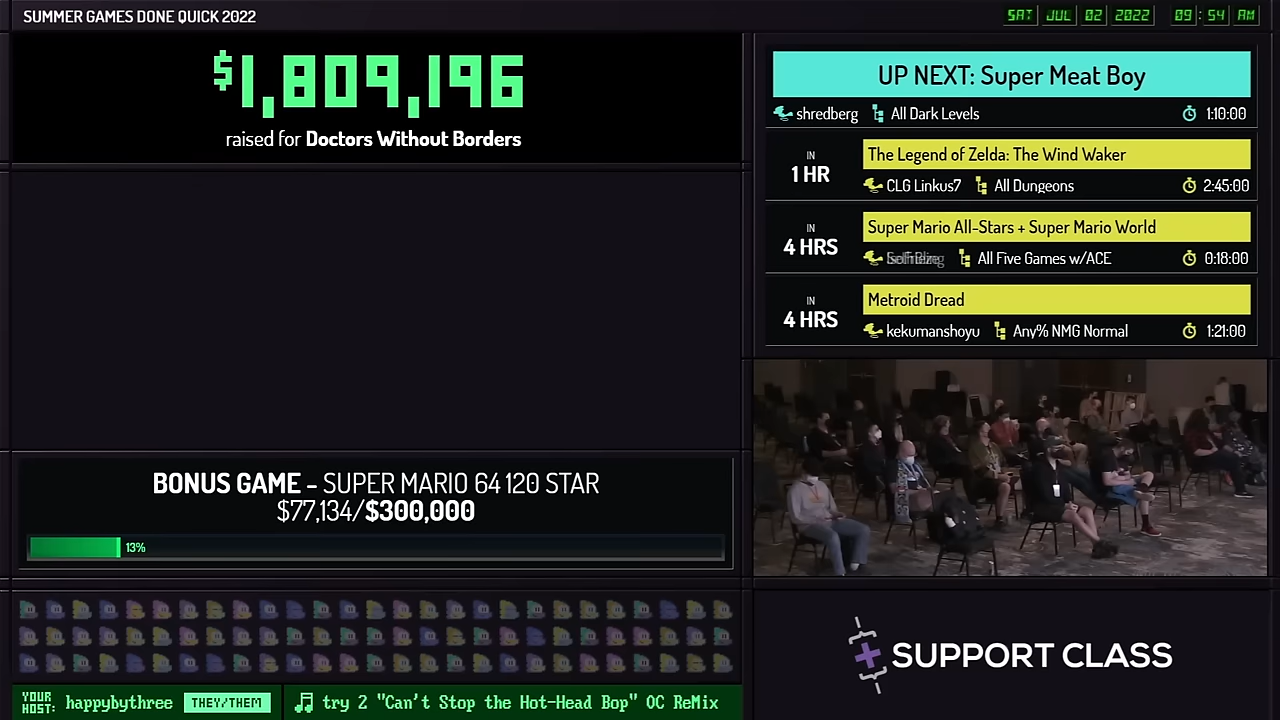 SUMMER GAMES DONE QUICK 2022
SAT JUL 02 2022 09:54 AM
$1,809,196
raised for Doctors Without Borders
UP NEXT: Super Meat Boy
shredberg All Dark Levels 1:10:00
IN 1 HR
The Legend of Zelda: The Wind Waker
CLG Linkus7 All Dungeons 2:45:00
IN 4 HRS
Super Mario All-Stars + Super Mario World
All Five Games w/ACE 0:18:00
IN 4 HRS
Metroid Dread
kekumanshoyu Any% NMG Normal 1:21:00
BONUS GAME - SUPER MARIO 64 120 STAR
$77,134/$300,000
13%
SUPPORT CLASS
YOUR HOST: happybythree THEY/THEM
try 2 "Can't Stop the Hot-Head Bop" OC ReMix